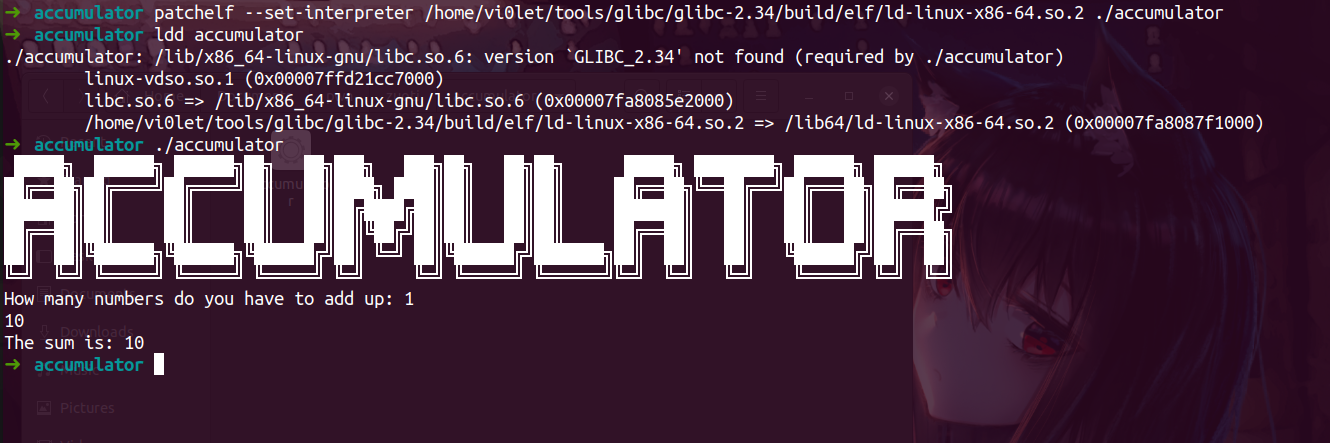 ➜ accumulator patchelf --set-interpreter /home/vi0let/tools/glibc/glibc-2.34/build/elf/ld-linux-x86-64.so.2 ./accumulator
➜ accumulator ldd accumulator
./accumulator: /lib/x86_64-linux-gnu/libc.so.6: version `GLIBC_2.34' not found (required by ./accumulator)
linux-vdso.so.1 (0x00007ffd21cc7000)
libc.so.6 => /lib/x86_64-linux-gnu/libc.so.6 (0x00007fa8085e2000)
/home/vi0let/tools/glibc/glibc-2.34/build/elf/ld-linux-x86-64.so.2 => /lib64/ld-linux-x86-64.so.2 (0x00007fa8087f1000)
➜ accumulator ./accumulator
ACCUMULATOR
How many numbers do you have to add up: 1
10
The sum is: 10
➜ accumulator
Downloads
Pictures